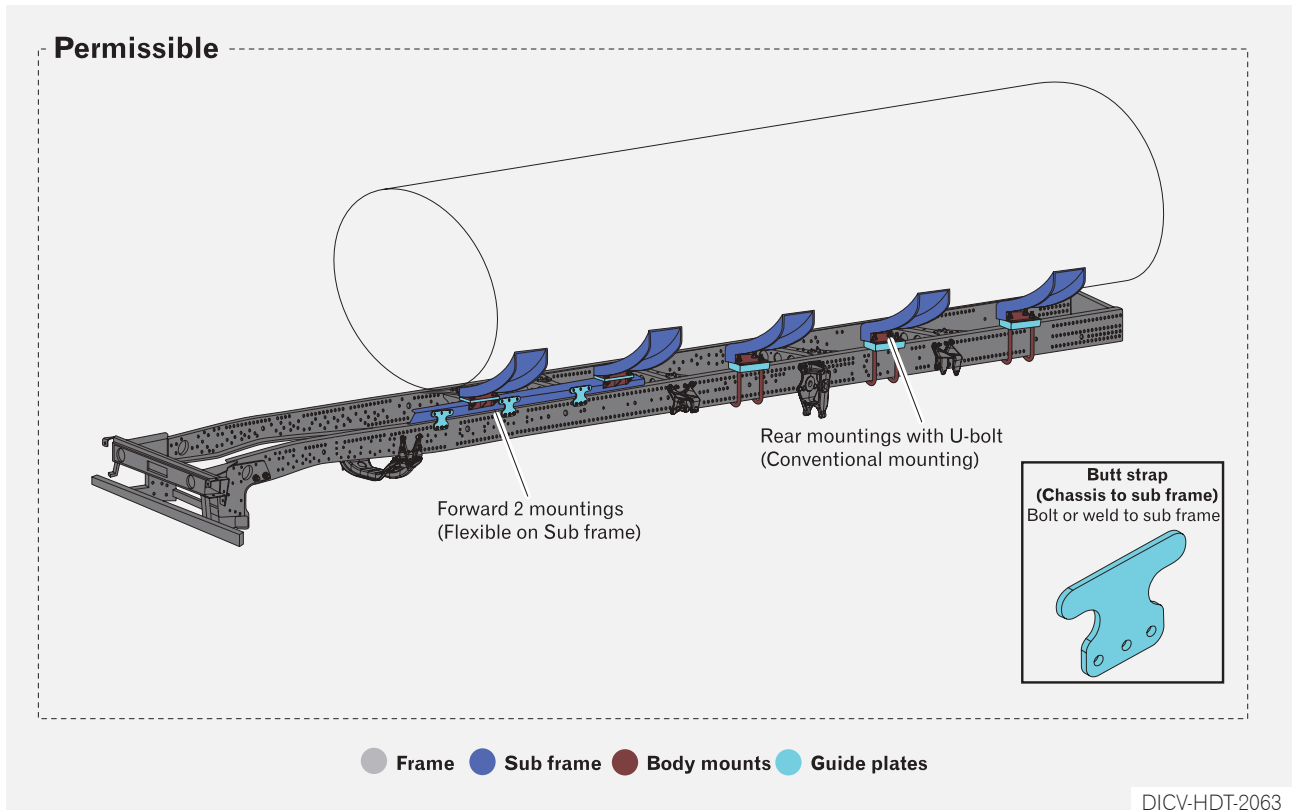 Permissible
Rear mountings with U-bolt
(Conventional mounting)
Forward 2 mountings
(Flexible on Sub frame)
Butt strap
(Chassis to sub frame)
Bolt or weld to sub frame
Frame
Sub frame
Body mounts
Guide plates
DICV-HDT-2063